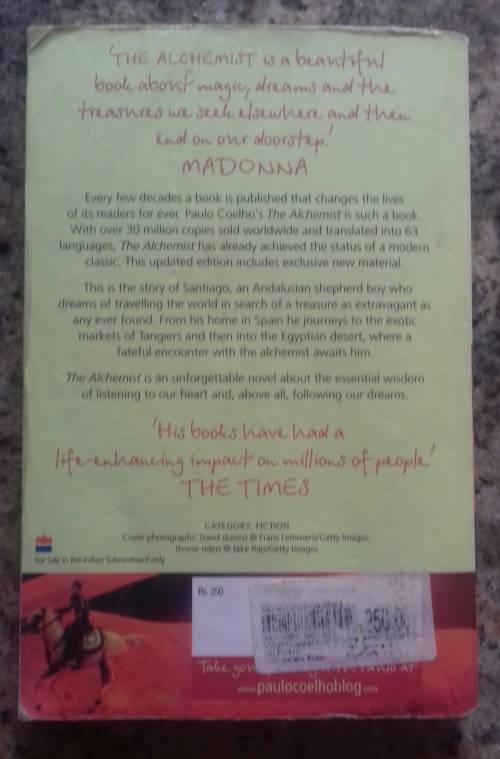 'THE ALCHEMIST is a beautiful
book about magic, dreams and the
treasures we seek elsewhere and then
end on our doorstep.'
MADONNA
Every few decades a book is published that changes the lives
of its readers for ever. Paulo Coelho's The Alchemist is such a book.
With over 30 million copies sold worldwide and translated into 63
languages, The Alchemist has already achieved the status of a modern
classic. This updated edition includes exclusive new material.
This is the story of Santiago, an Andalusian shepherd boy who
dreams of travelling the world in search of a treasure as extravagant as
any ever found. From his home in Spain he journeys to the exotic
markets of Tangiers and then into the Egyptian desert, where a
fateful encounter with the alchemist awaits him.
The Alchemist is an unforgettable novel about the essential wisdom
of listening to our heart and, above all, following our dreams.
'His books have had a
life-enhancing impact on millions of people.'
THE TIMES
CATEGORY: FICTION
Cover photographs: (sand dunes) © Frans Lemmens/Getty Images;
(horse rider) © Jake Rajs/Getty Images
For Sale in the Indian Subcontinent only
Rs 250
250
Take
www.paulocoelhoblog.com